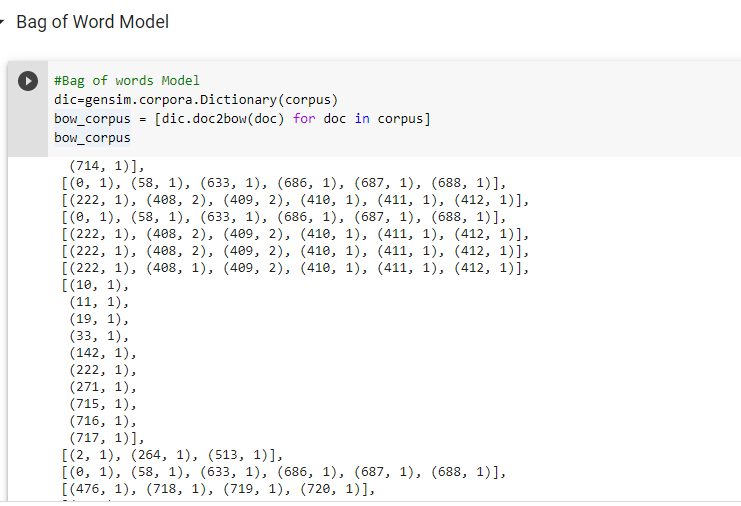 Bag of Word Model
#Bag of words Model
dic=gensim.corpora.Dictionary(corpus)
bow_corpus = [dic.doc2bow(doc) for doc in corpus]
bow_corpus
(714, 1)],
[(0, 1), (58, 1), (633, 1), (686, 1), (687, 1), (688, 1)],
[(222, 1), (408, 2), (409, 2), (410, 1), (411, 1), (412, 1)],
[(0, 1), (58, 1), (633, 1), (686, 1), (687, 1), (688, 1)],
[(222, 1), (408, 2), (409, 2), (410, 1), (411, 1), (412, 1)],
[(222, 1), (408, 2), (409, 2), (410, 1), (411, 1), (412, 1)],
[(222, 1), (408, 1), (409, 2), (410, 1), (411, 1), (412, 1)],
[(10, 1),
(11, 1),
(19, 1),
(33, 1),
(142, 1),
(222, 1),
(271, 1),
(715, 1),
(716, 1),
(717, 1)],
[(2, 1), (264, 1), (513, 1)],
[(0, 1), (58, 1), (633, 1), (686, 1), (687, 1), (688, 1)],
[(476, 1), (718, 1), (719, 1), (720, 1)],